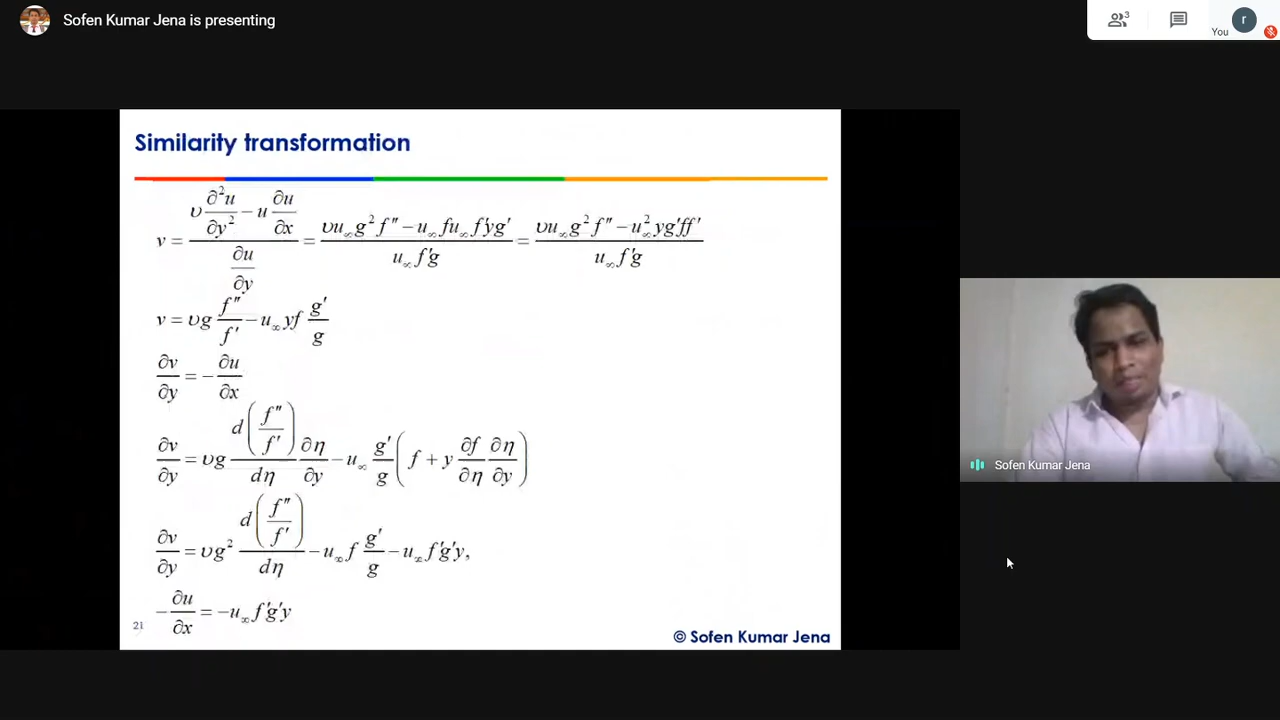 Sofen Kumar Jena is presenting
3
You
r
Similarity transformation
v = (υ ∂²u/∂y² − u ∂u/∂x) / (∂u/∂y) = (υu∞g²f″ − u∞fu∞f′yg′) / (u∞f′g) = (υu∞g²f″ − u∞²yg′ff′) / (u∞f′g)
v = υg f″/f′ − u∞yf g′/g
∂v/∂y = −∂u/∂x
∂v/∂y = υg d(f″/f′)/dη ∂η/∂y − u∞ g′/g (f + y ∂f/∂η ∂η/∂y)
∂v/∂y = υg² d(f″/f′)/dη − u∞f g′/g − u∞f′g′y,
−∂u/∂x = −u∞f′g′y
21
© Sofen Kumar Jena
Sofen Kumar Jena